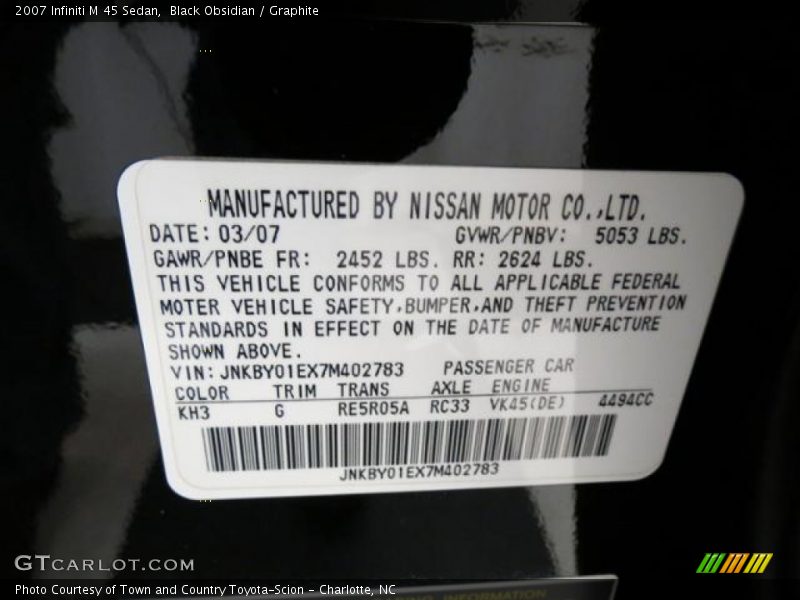 2007 Infiniti M 45 Sedan,  Black Obsidian / Graphite
MANUFACTURED BY NISSAN MOTOR CO.,LTD.
DATE: 03/07 GVWR/PNBV: 5053 LBS.
GAWR/PNBE FR: 2452 LBS. RR: 2624 LBS.
THIS VEHICLE CONFORMS TO ALL APPLICABLE FEDERAL
MOTER VEHICLE SAFETY,BUMPER,AND THEFT PREVENTION
STANDARDS IN EFFECT ON THE DATE OF MANUFACTURE
SHOWN ABOVE.
VIN: JNKBY01EX7M402783 PASSENGER CAR
COLOR TRIM TRANS AXLE ENGINE
KH3 G RE5R05A RC33 VK45(DE) 4494CC
JNKBY01EX7M402783
GTCARLOT.COM
INFORMATION
Photo Courtesy of Town and Country Toyota-Scion - Charlotte, NC